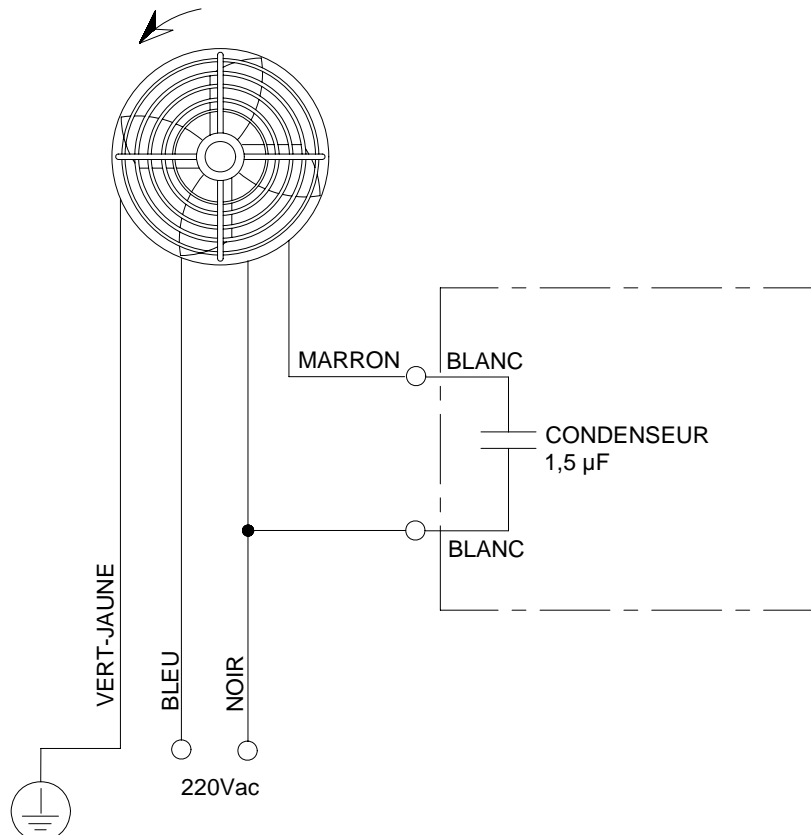 MARRON
BLANC
CONDENSEUR
1,5 µF
BLANC
VERT-JAUNE
BLEU
NOIR
220Vac